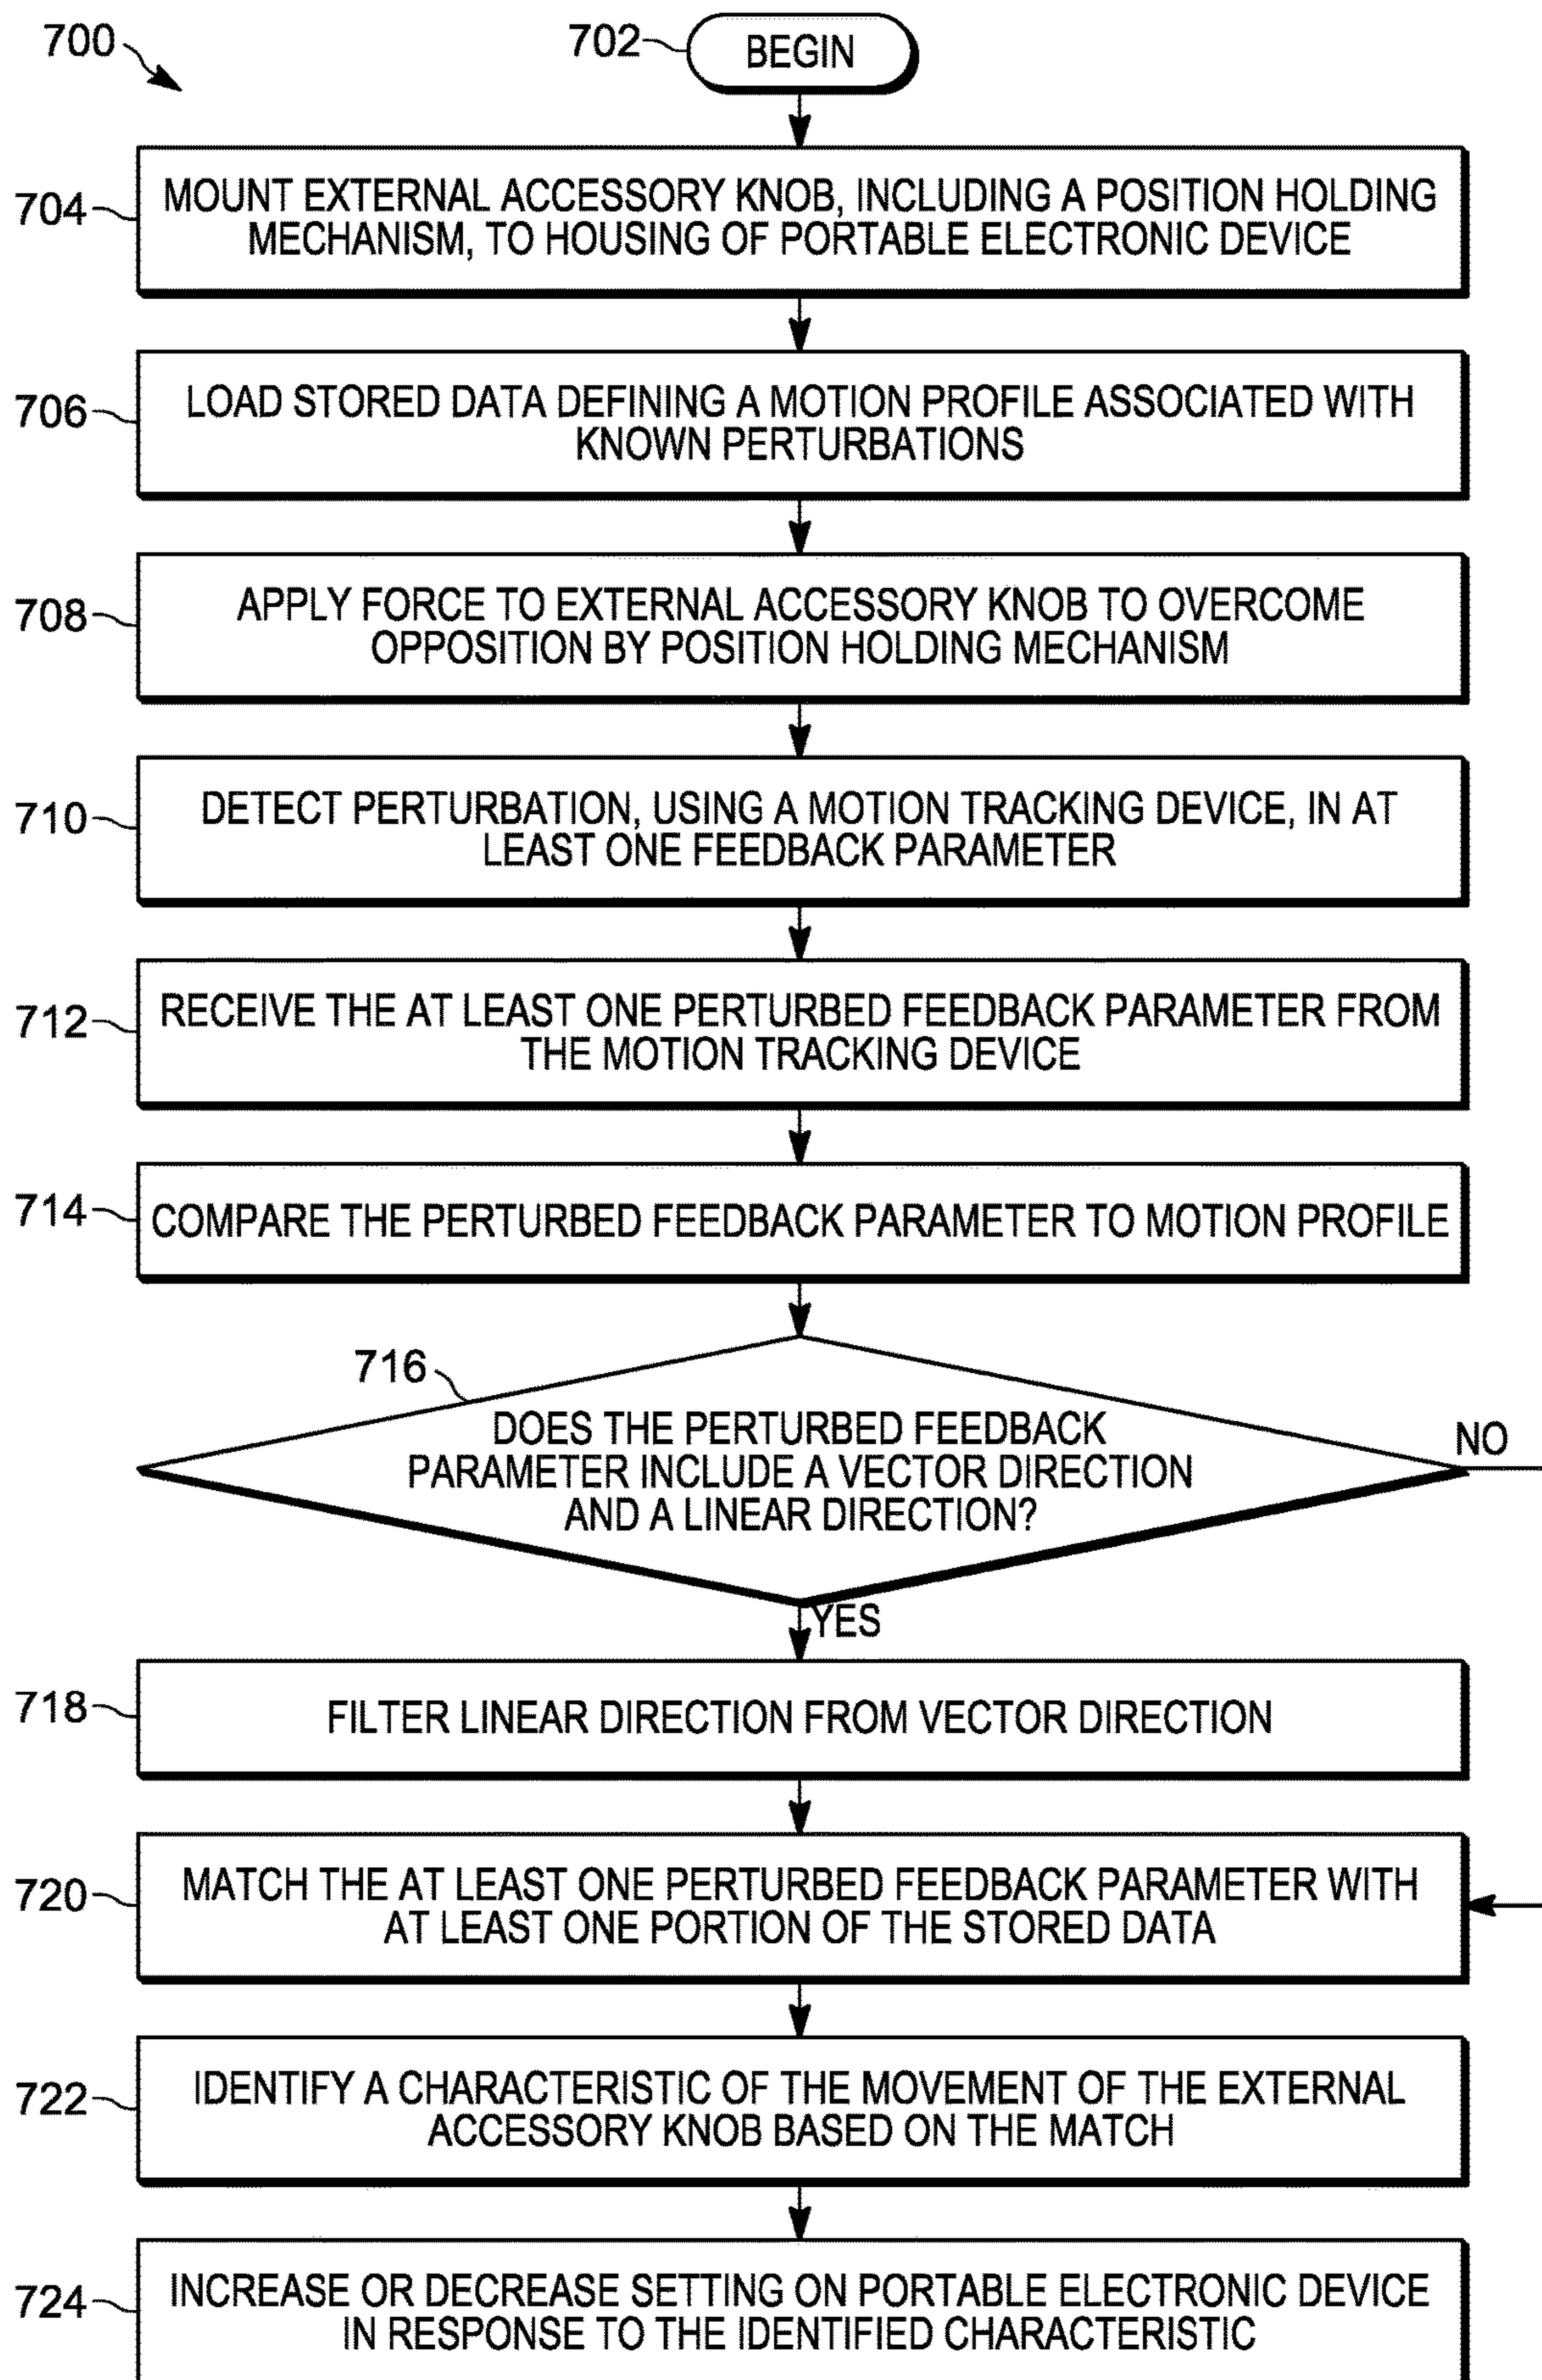 700
702
BEGIN
704
MOUNT EXTERNAL ACCESSORY KNOB, INCLUDING A POSITION HOLDING
MECHANISM, TO HOUSING OF PORTABLE ELECTRONIC DEVICE
706
LOAD STORED DATA DEFINING A MOTION PROFILE ASSOCIATED WITH
KNOWN PERTURBATIONS
708
APPLY FORCE TO EXTERNAL ACCESSORY KNOB TO OVERCOME
OPPOSITION BY POSITION HOLDING MECHANISM
710
DETECT PERTURBATION, USING A MOTION TRACKING DEVICE, IN AT
LEAST ONE FEEDBACK PARAMETER
712
RECEIVE THE AT LEAST ONE PERTURBED FEEDBACK PARAMETER FROM
THE MOTION TRACKING DEVICE
714
COMPARE THE PERTURBED FEEDBACK PARAMETER TO MOTION PROFILE
716
DOES THE PERTURBED FEEDBACK
PARAMETER INCLUDE A VECTOR DIRECTION
AND A LINEAR DIRECTION?
NO
YES
718
FILTER LINEAR DIRECTION FROM VECTOR DIRECTION
720
MATCH THE AT LEAST ONE PERTURBED FEEDBACK PARAMETER WITH
AT LEAST ONE PORTION OF THE STORED DATA
722
IDENTIFY A CHARACTERISTIC OF THE MOVEMENT OF THE EXTERNAL
ACCESSORY KNOB BASED ON THE MATCH
724
INCREASE OR DECREASE SETTING ON PORTABLE ELECTRONIC DEVICE
IN RESPONSE TO THE IDENTIFIED CHARACTERISTIC